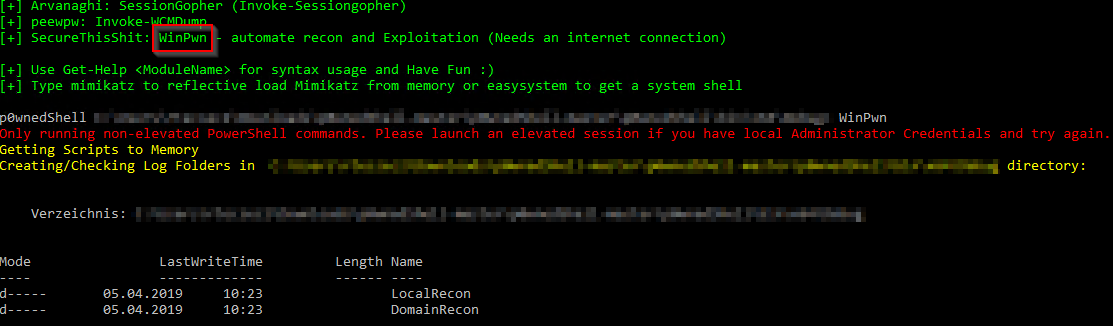 [+] Arvanaghi: SessionGopher (Invoke-Sessiongopher)
[+] peewpw: Invoke-WCMDump
[+] SecureThisShit: WinPwn - automate recon and Exploitation (Needs an internet connection)
[+] Use Get-Help <ModuleName> for syntax usage and Have Fun :)
[+] Type mimikatz to reflective load Mimikatz from memory or easysystem to get a system shell
p0wnedShell WinPwn
Only running non-elevated PowerShell commands. Please launch an elevated session if you have local Administrator Credentials and try again.
Getting Scripts to Memory
Creating/Checking Log Folders in directory:
Verzeichnis:
Mode LastWriteTime Length Name
---- ------------- ------ ----
d----- 05.04.2019 10:23 LocalRecon
d----- 05.04.2019 10:23 DomainRecon